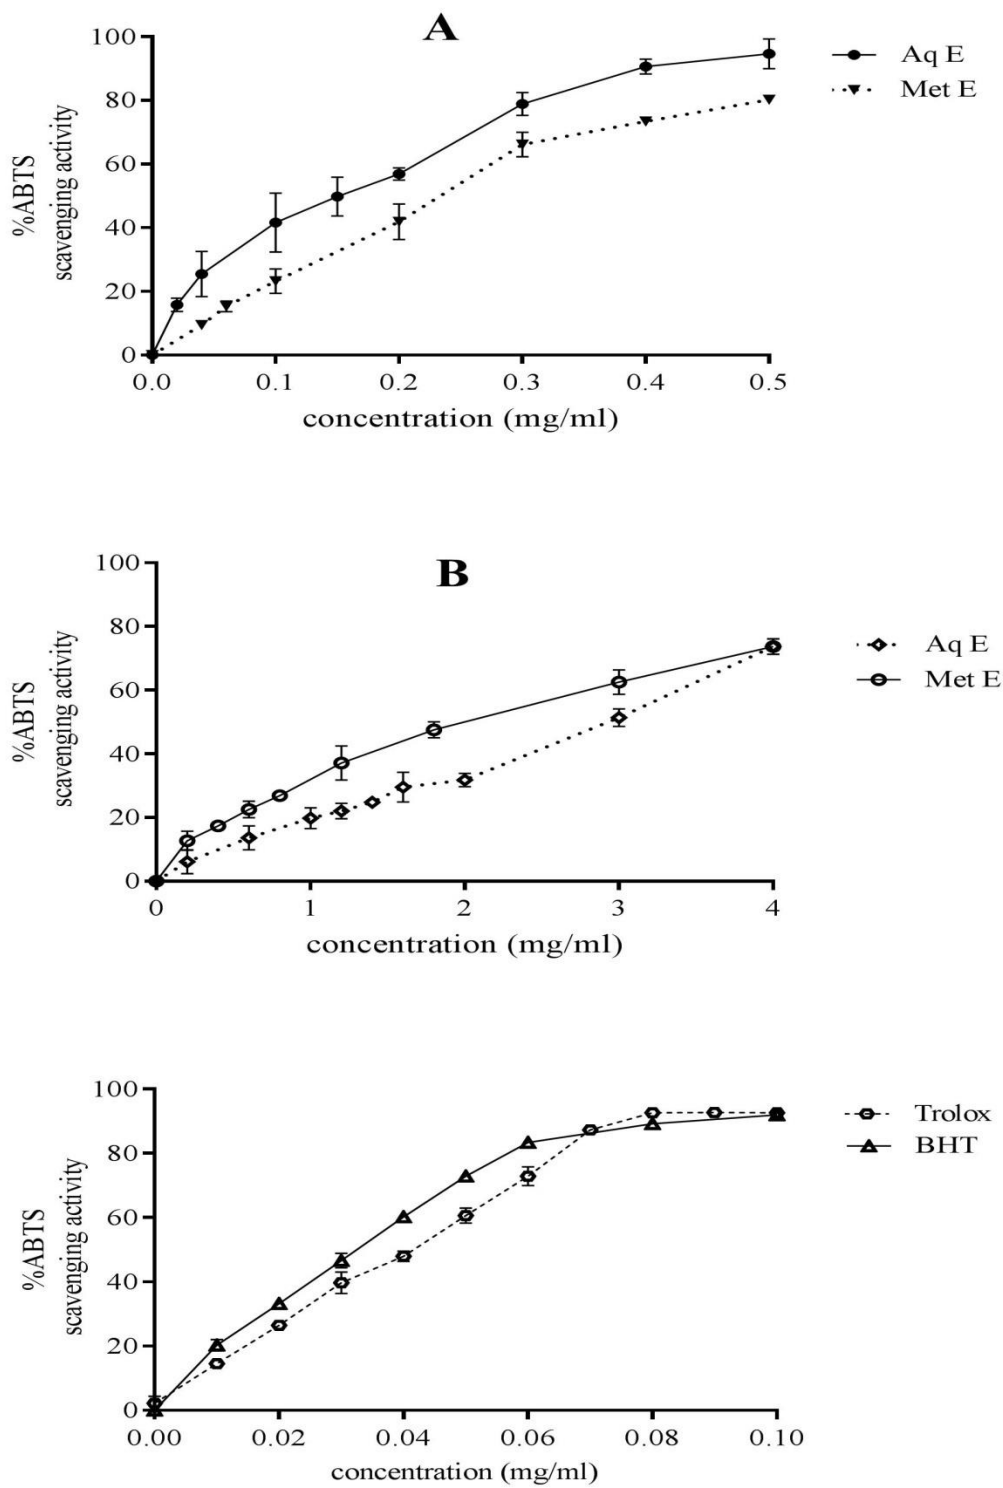 A
100
80
60
40
20
0
%ABTS
scavenging activity
0.0 0.1 0.2 0.3 0.4 0.5
concentration (mg/ml)
Aq E
Met E
B
100
80
60
40
20
0
%ABTS
scavenging activity
0 1 2 3 4
concentration (mg/ml)
Aq E
Met E
100
80
60
40
20
0
%ABTS
scavenging activity
0.00 0.02 0.04 0.06 0.08 0.10
concentration (mg/ml)
Trolox
BHT